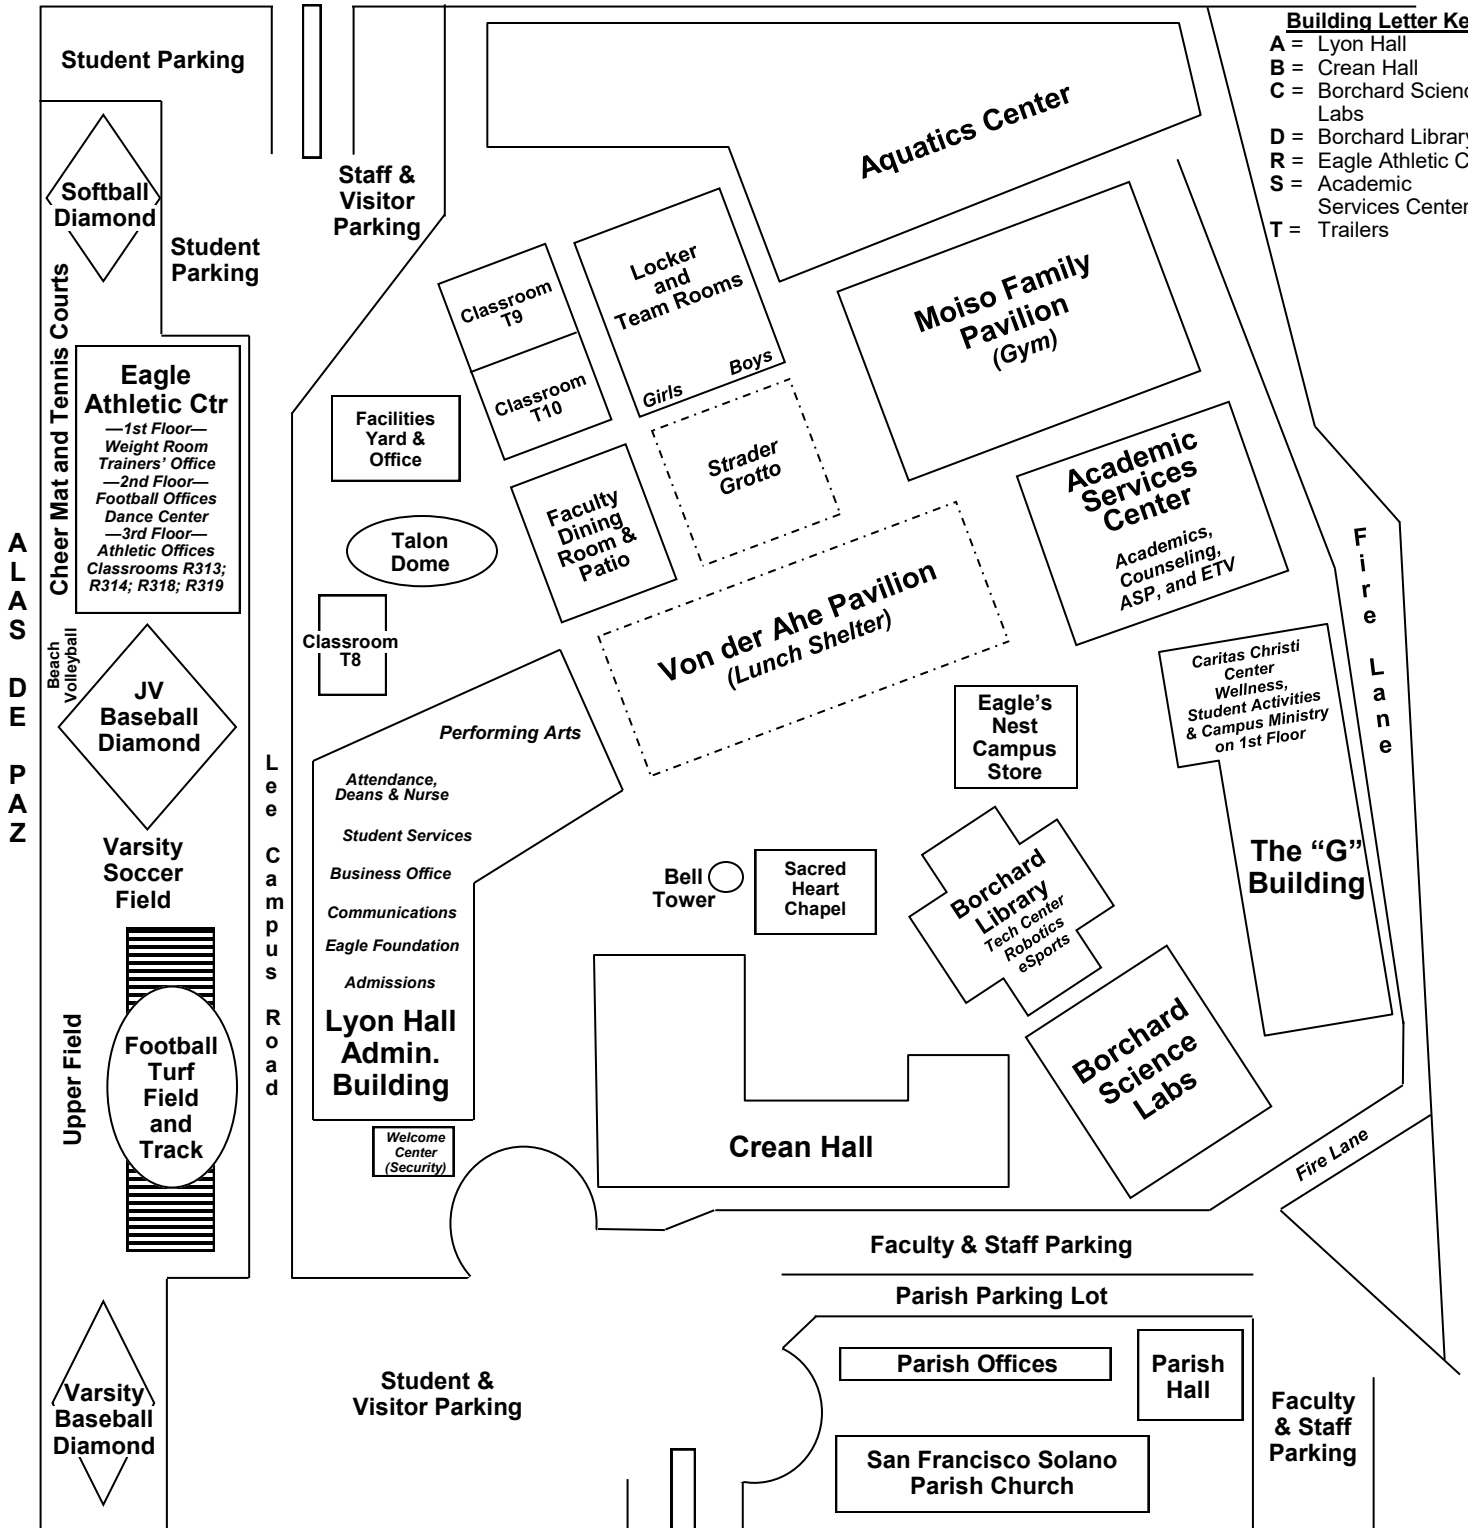 Building Letter Ke
A = Lyon Hall
B = Crean Hall
C = Borchard Scienc
Labs
D = Borchard Library
R = Eagle Athletic C
S = Academic
Services Center
T = Trailers
Student Parking
Staff &
Visitor
Parking
Aquatics Center
Softball
Diamond
Student
Parking
Cheer Mat and Tennis Courts
Classroom
T9
Classroom
T10
Locker
and
Team Rooms
Girls
Boys
Moiso Family
Pavilion
(Gym)
Eagle
Athletic Ctr
—1st Floor—
Weight Room
Trainers' Office
—2nd Floor—
Football Offices
Dance Center
—3rd Floor—
Athletic Offices
Classrooms R313;
R314; R318; R319
Facilities
Yard &
Office
Strader
Grotto
Academic
Services
Center
Academics,
Counseling,
ASP, and ETV
Faculty
Dining
Room &
Patio
Talon
Dome
ALAS DE PAZ
Fire Lane
Classroom
T8
Von der Ahe Pavilion
(Lunch Shelter)
Beach
Volleyball
JV
Baseball
Diamond
Caritas Christi
Center
Wellness,
Student Activities
& Campus Ministry
on 1st Floor
The “G”
Building
Eagle's
Nest
Campus
Store
Lee Campus Road
Performing Arts
Attendance,
Deans & Nurse
Student Services
Business Office
Communications
Eagle Foundation
Admissions
Lyon Hall
Admin.
Building
Varsity
Soccer
Field
Bell
Tower
Sacred
Heart
Chapel
Borchard
Library
Tech Center
Robotics
eSports
Upper Field
Football
Turf
Field
and
Track
Borchard
Science
Labs
Welcome
Center
(Security)
Crean Hall
Fire Lane
Faculty & Staff Parking
Parish Parking Lot
Varsity
Baseball
Diamond
Student &
Visitor Parking
Parish Offices
Parish
Hall
Faculty
& Staff
Parking
San Francisco Solano
Parish Church